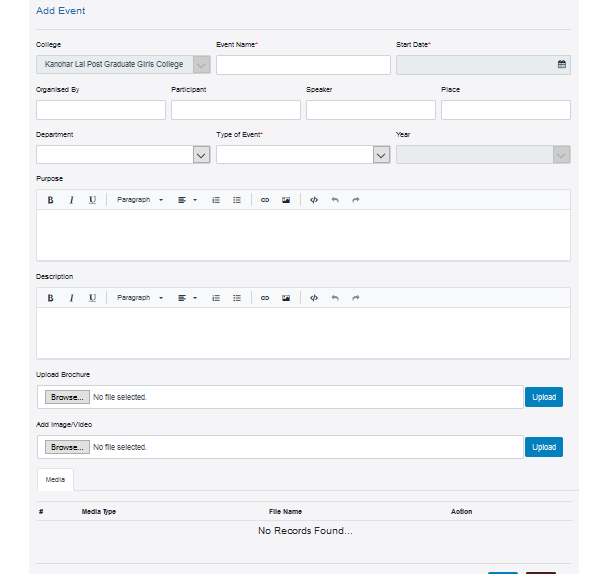 Add Event
College Event Name* Start Date*
Kanohar Lal Post Graduate Girls College
Organised By Participant Speaker Place
Department Type of Event* Year
Purpose
B I U Paragraph
Description
B I U Paragraph
Upload Brochure
Browse... No file selected. Upload
Add Image/Video
Browse... No file selected. Upload
Media
# Media Type File Name Action
No Records Found...